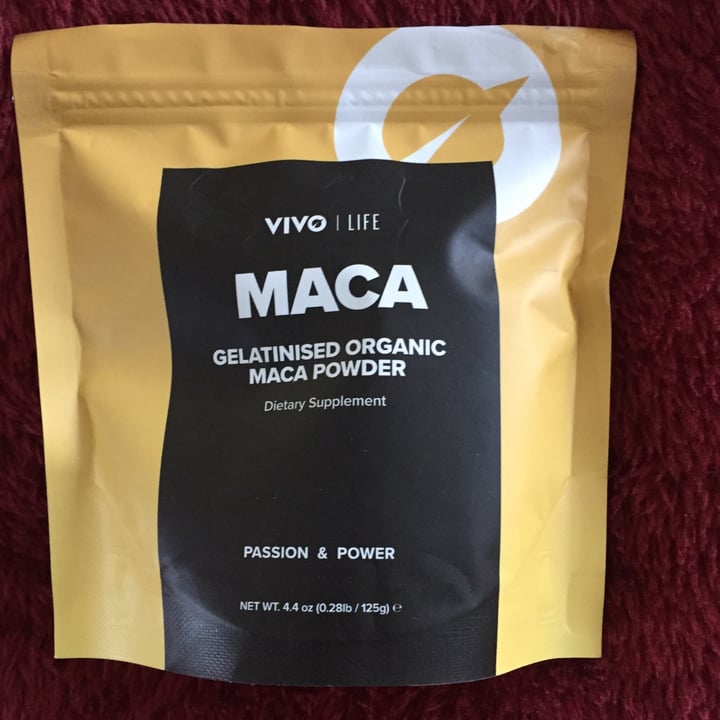 VIVO | LIFE
MACA
GELATINISED ORGANIC
MACA POWDER
Dietary Supplement
PASSION & POWER
NET WT. 4.4 oz (0.28lb / 125g) ℮